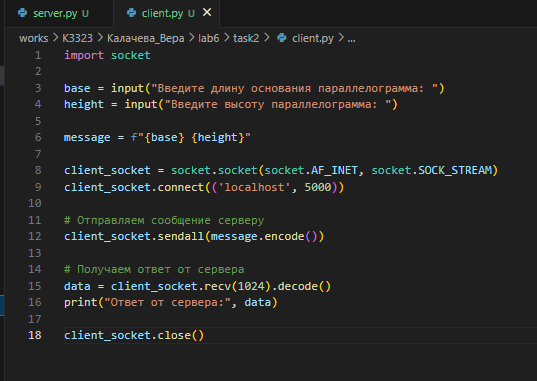 server.py U client.py U ×
works > K3323 > Калачева_Вера > lab6 > task2 > client.py > ...
1 import socket
2
3 base = input("Введите длину основания параллелограмма: ")
4 height = input("Введите высоту параллелограмма: ")
5
6 message = f"{base} {height}"
7
8 client_socket = socket.socket(socket.AF_INET, socket.SOCK_STREAM)
9 client_socket.connect(('localhost', 5000))
10
11 # Отправляем сообщение серверу
12 client_socket.sendall(message.encode())
13
14 # Получаем ответ от сервера
15 data = client_socket.recv(1024).decode()
16 print("Ответ от сервера:", data)
17
18 client_socket.close()